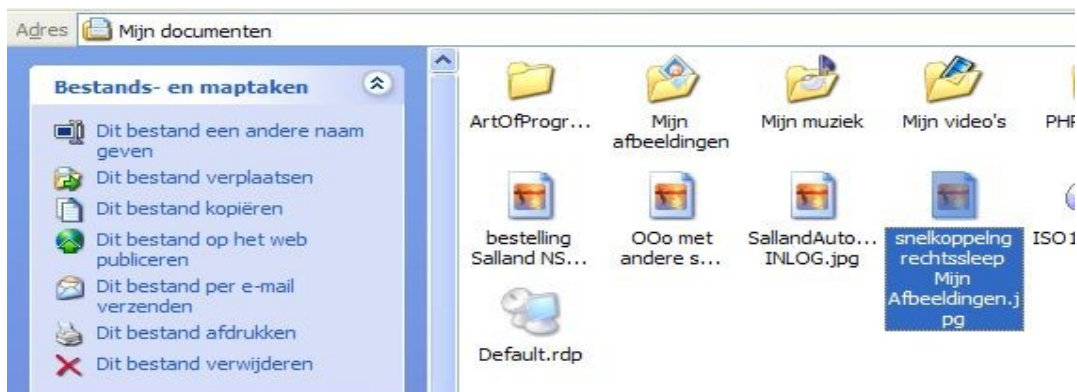 Adres Mijn documenten
Bestands- en maptaken
Dit bestand een andere naam
geven
Dit bestand verplaatsen
Dit bestand kopiëren
Dit bestand op het web
publiceren
Dit bestand per e-mail
verzenden
Dit bestand afdrukken
Dit bestand verwijderen
ArtOfProgr...
Mijn
afbeeldingen
Mijn muziek
Mijn video's
PHP
bestelling
Salland NS...
OOo met
andere s...
SallandAuto...
INLOG.jpg
snelkoppelng
rechtssleep
Mijn
Afbeeldingen.j
pg
ISO1
Default.rdp